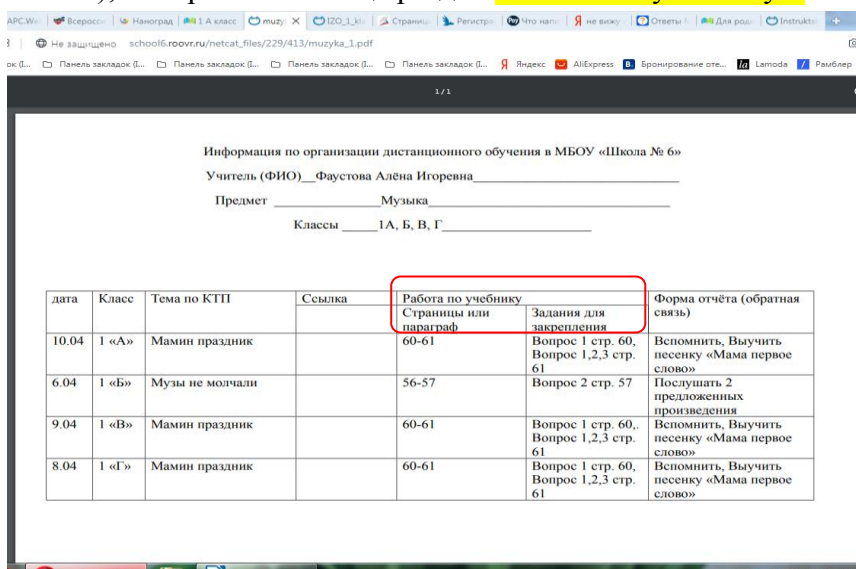 АРС.We Всеросси Наноград 1 А класс muzy IZO_1_kl Страниц Регистра Что напи Я не вижу Ответы Для роди Instrukts
Не защищено school6.roovr.ru/netcat_files/229/413/muzyka_1.pdf
ок (I... Панель закладок (I... Панель закладок (I... Панель закладок (I... Панель закладок (I... Яндекс AliExpress Бронирование оте... Lamoda Рамблер
1/1
Информация по организации дистанционного обучения в МБОУ «Школа № 6»
Учитель (ФИО)__Фаустова Алёна Игоревна
Предмет Музыка
Классы 1А, Б, В, Г
дата Класс Тема по КТП Ссылка Работа по учебнику Форма отчёта (обратная
Страницы или Задания для связь)
параграф закрепления
10.04 1 «А» Мамин праздник 60-61 Вопрос 1 стр. 60, Вспомнить, Выучить
Вопрос 1,2,3 стр. песенку «Мама первое
61 слово»
6.04 1 «Б» Музы не молчали 56-57 Вопрос 2 стр. 57 Послушать 2
предложенных
произведения
9.04 1 «В» Мамин праздник 60-61 Вопрос 1 стр. 60,. Вспомнить, Выучить
Вопрос 1,2,3 стр. песенку «Мама первое
61 слово»
8.04 1 «Г» Мамин праздник 60-61 Вопрос 1 стр. 60, Вспомнить, Выучить
Вопрос 1,2,3 стр. песенку «Мама первое
61 слово»